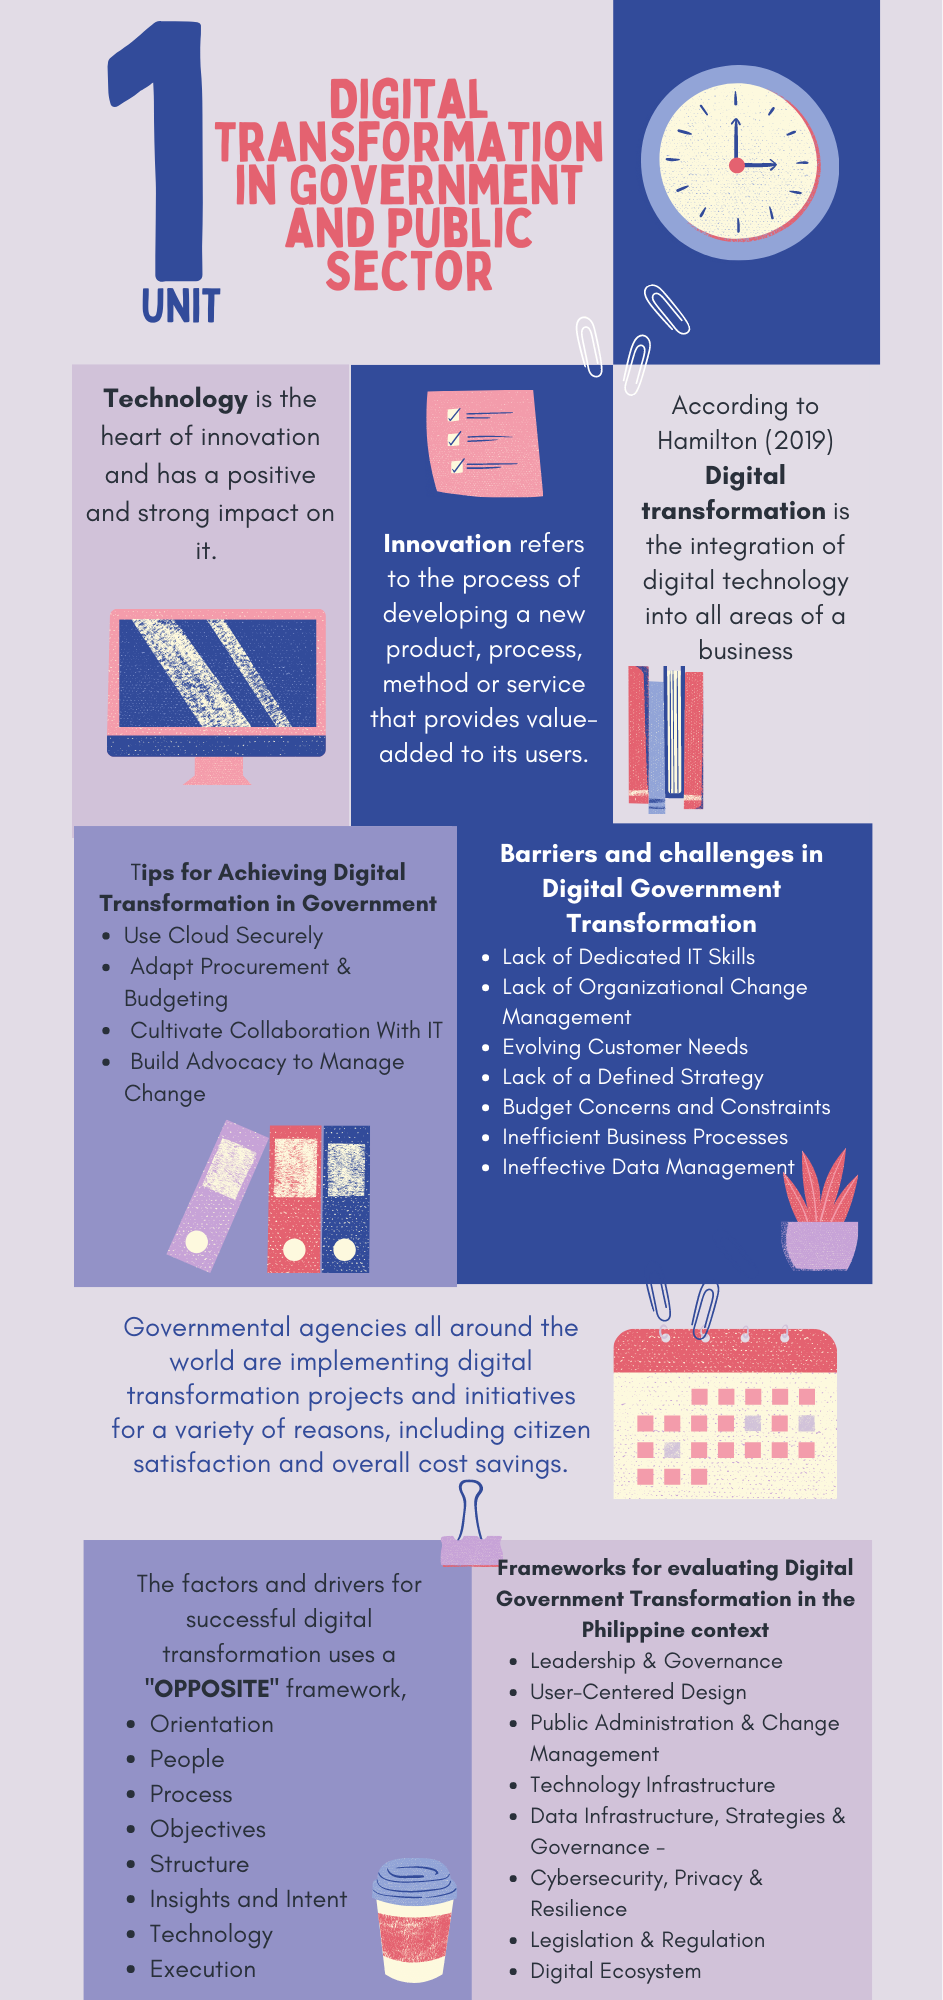 1
UNIT
DIGITAL
TRANSFORMATION
IN GOVERNMENT
AND PUBLIC
SECTOR
Technology is the
heart of innovation
and has a positive
and strong impact on
it.
Innovation refers
to the process of
developing a new
product, process,
method or service
that provides value-
added to its users.
According to
Hamilton (2019)
Digital
transformation is
the integration of
digital technology
into all areas of a
business
Tips for Achieving Digital
Transformation in Government
• Use Cloud Securely
• Adapt Procurement &
Budgeting
• Cultivate Collaboration With IT
• Build Advocacy to Manage
Change
Barriers and challenges in
Digital Government
Transformation
• Lack of Dedicated IT Skills
• Lack of Organizational Change
Management
• Evolving Customer Needs
• Lack of a Defined Strategy
• Budget Concerns and Constraints
• Inefficient Business Processes
• Ineffective Data Management
Governmental agencies all around the
world are implementing digital
transformation projects and initiatives
for a variety of reasons, including citizen
satisfaction and overall cost savings.
The factors and drivers for
successful digital
transformation uses a
"OPPOSITE" framework,
• Orientation
• People
• Process
• Objectives
• Structure
• Insights and Intent
• Technology
• Execution
Frameworks for evaluating Digital
Government Transformation in the
Philippine context
• Leadership & Governance
• User-Centered Design
• Public Administration & Change
Management
• Technology Infrastructure
• Data Infrastructure, Strategies &
Governance -
• Cybersecurity, Privacy &
Resilience
• Legislation & Regulation
• Digital Ecosystem